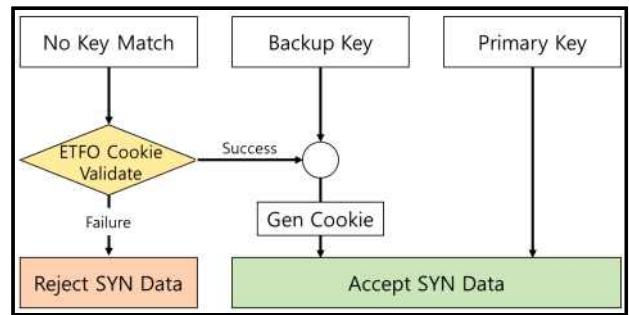 No Key Match
Backup Key
Primary Key
ETFO Cookie
Validate
Success
Failure
Gen Cookie
Reject SYN Data
Accept SYN Data